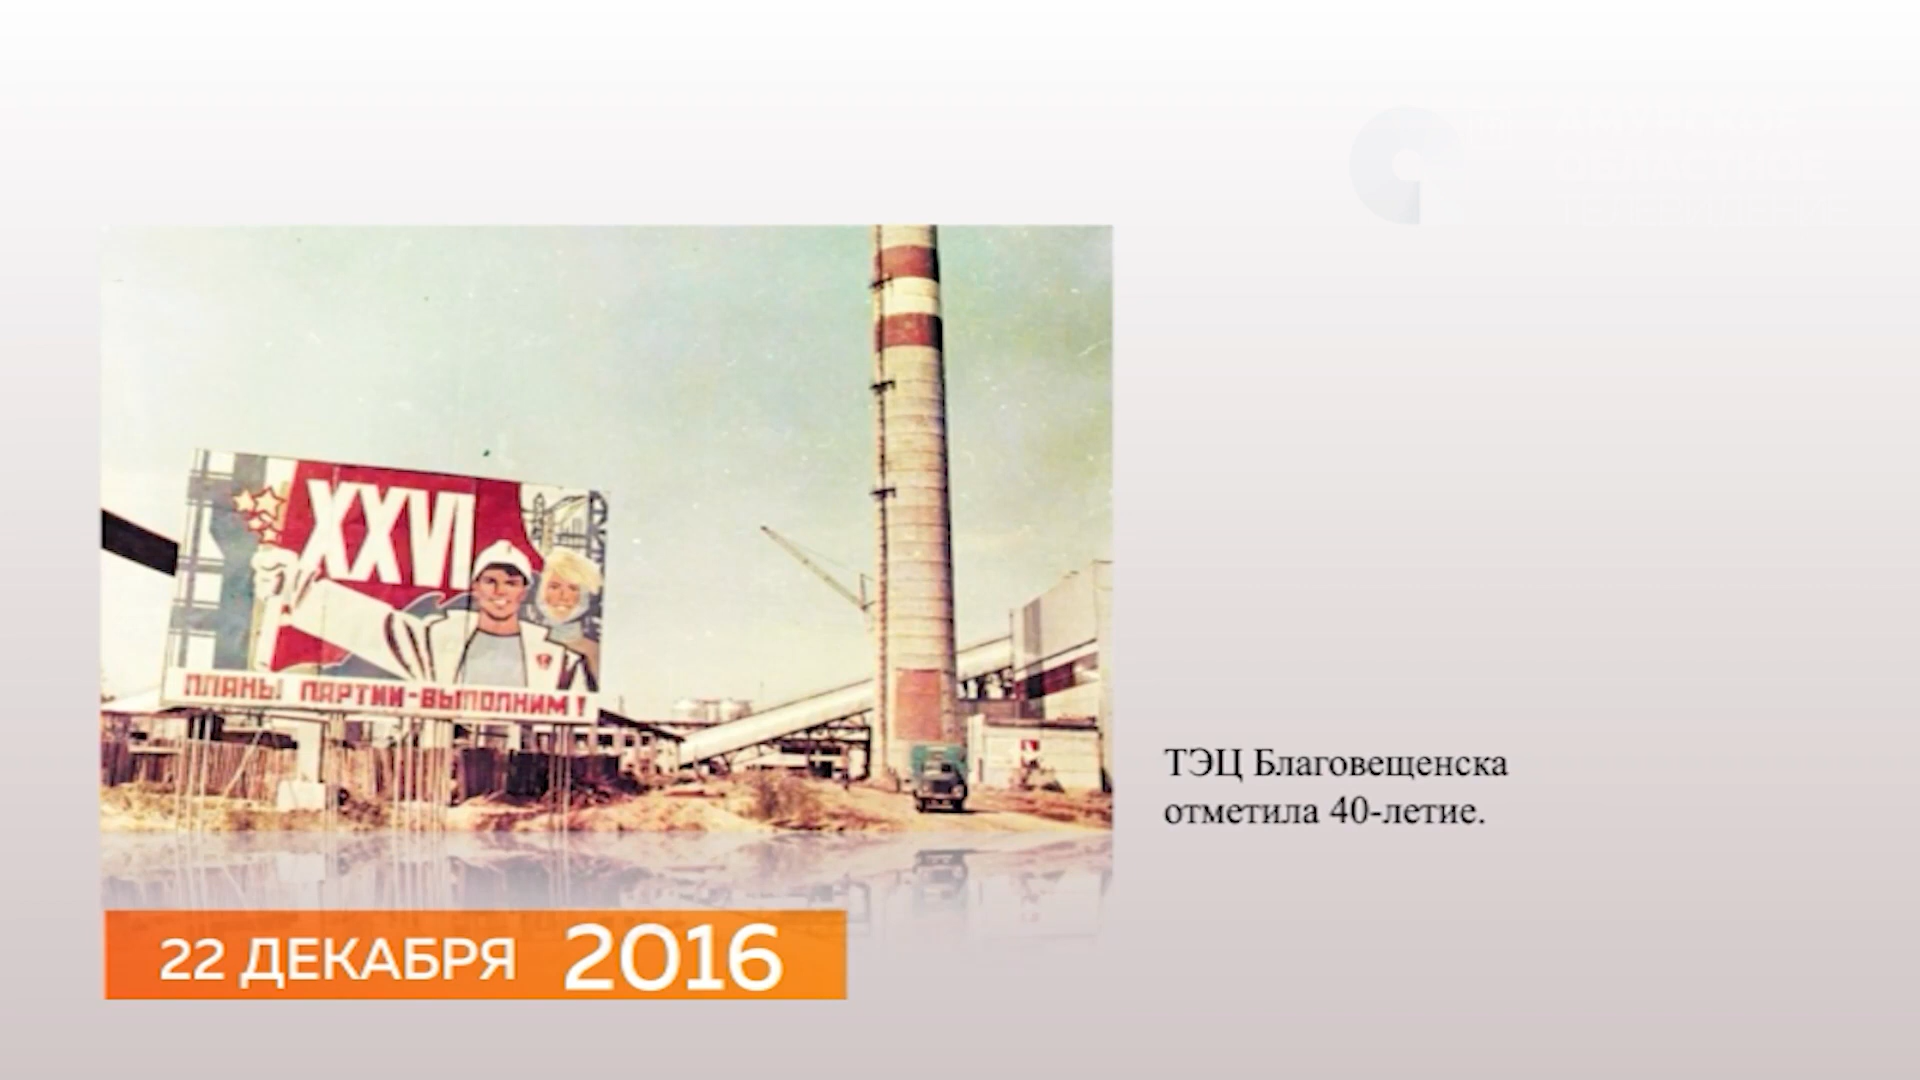 XXVI
ПЛАНЫ ПАРТИИ-ВЫПОЛНИМ!
ТЭЦ Благовещенска
отметила 40-летие.
22 ДЕКАБРЯ 2016